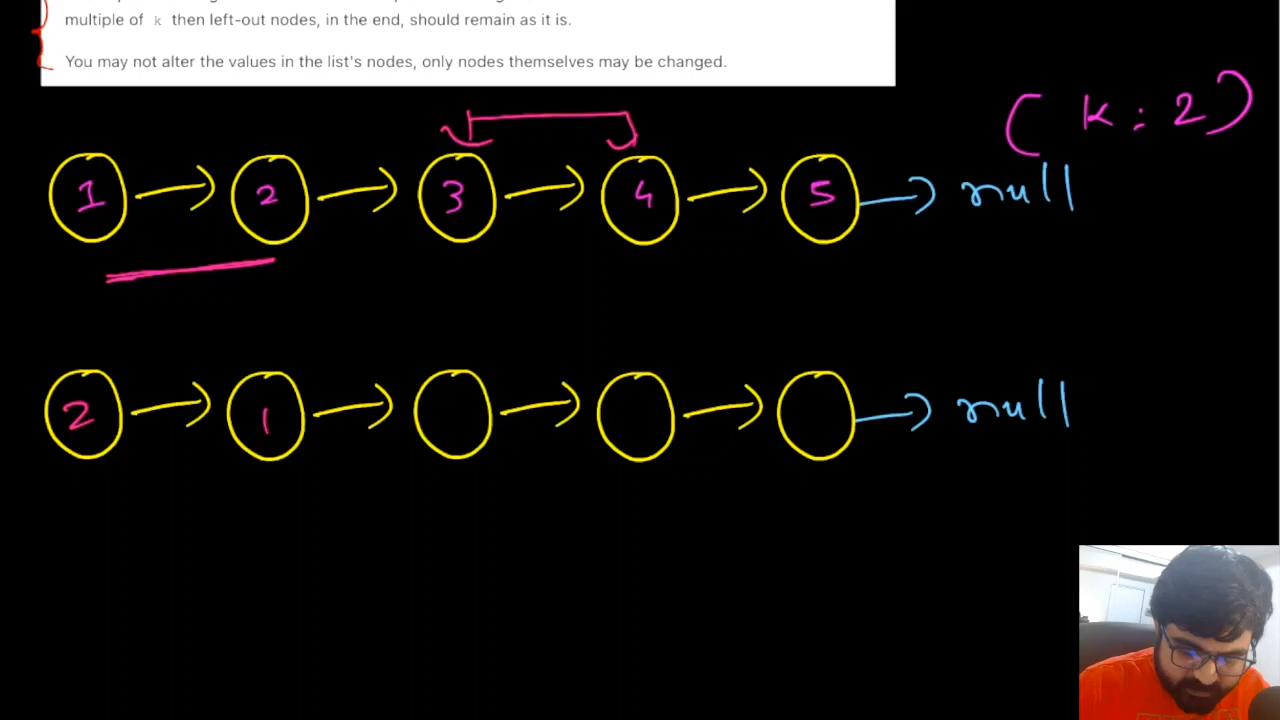 multiple of k then left-out nodes, in the end, should remain as it is.
You may not alter the values in the list's nodes, only nodes themselves may be changed.
( k : 2 )
1 → 2 → 3 → 4 → 5 → null
2 → 1 → → → → null